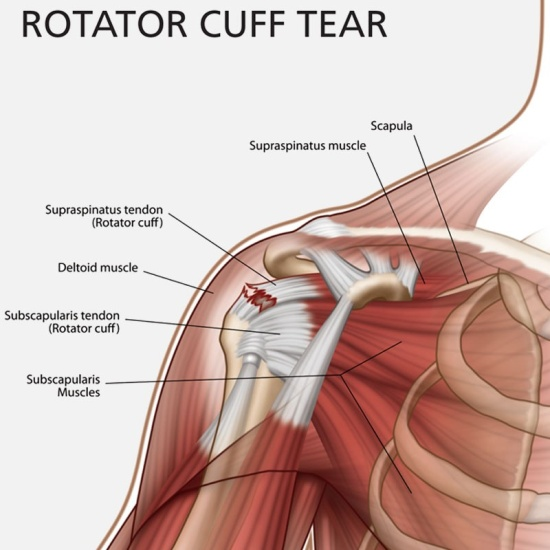 ROTATOR CUFF TEAR
Scapula
Supraspinatus muscle
Supraspinatus tendon
(Rotator cuff)
Deltoid muscle
Subscapularis tendon
(Rotator cuff)
Subscapularis
Muscles